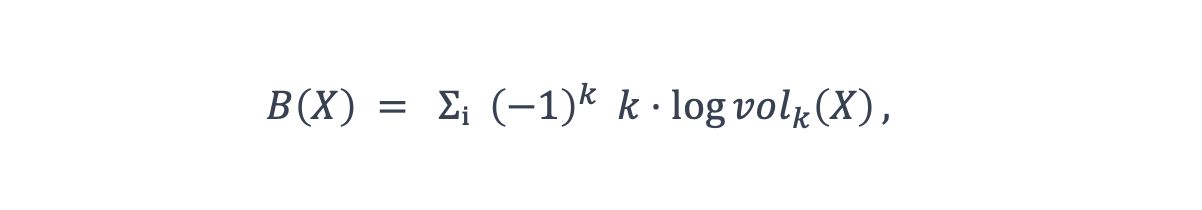 B(X) = Σᵢ (−1)ᵏ k · log volₖ(X),